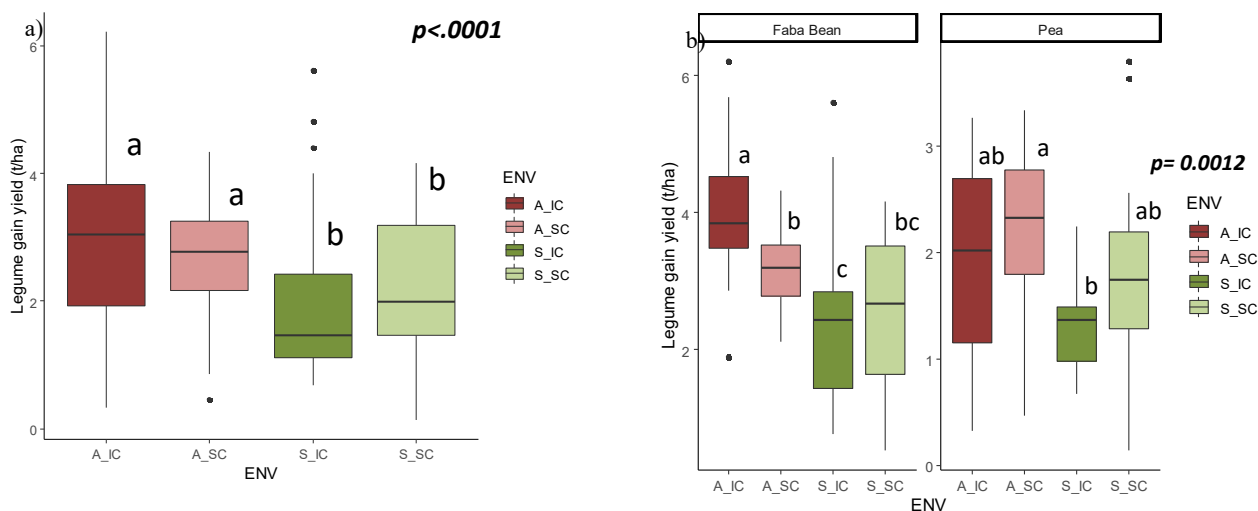 a)
p<.0001
6
4
2
0
Legume gain yield (t/ha)
a
a
b
b
ENV
A_IC
A_SC
S_IC
S_SC
A_IC A_SC S_IC S_SC
ENV
b)
Faba Bean Pea
6
4
2
Legume gain yield (t/ha)
a
b
c
bc
3
2
1
0
ab
a
b
ab
p= 0.0012
ENV
A_IC
A_SC
S_IC
S_SC
A_IC A_SC S_IC S_SC A_IC A_SC S_IC S_SC
ENV